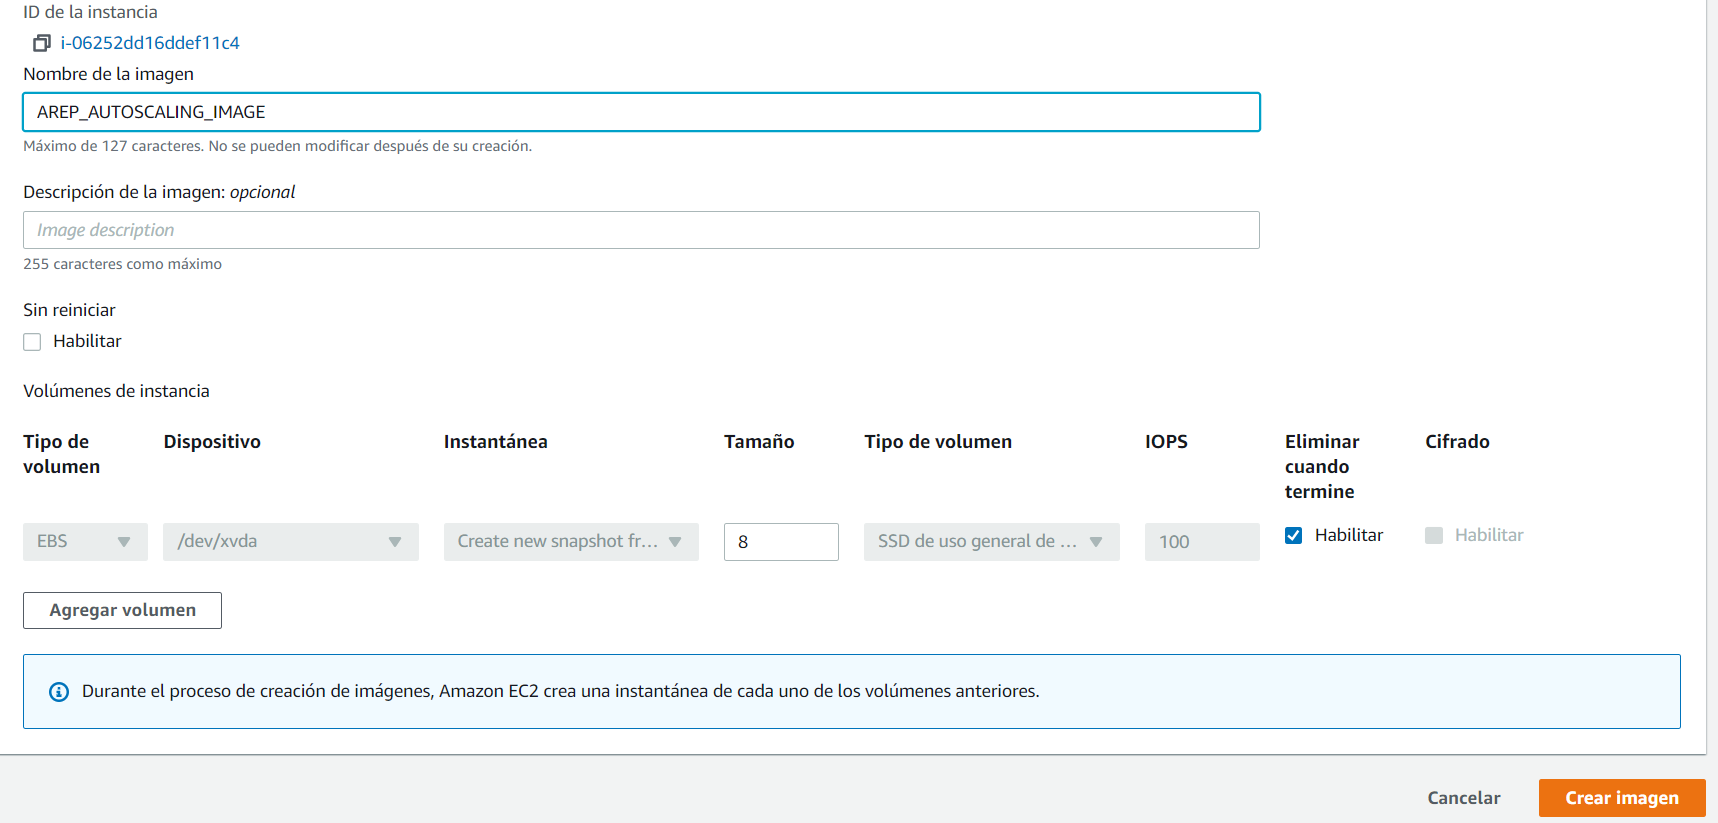 ID de la instancia
i-06252dd16ddef11c4
Nombre de la imagen
AREP_AUTOSCALING_IMAGE
Máximo de 127 caracteres. No se pueden modificar después de su creación.
Descripción de la imagen: opcional
Image description
255 caracteres como máximo
Sin reiniciar
Habilitar
Volúmenes de instancia
Tipo de volumen Dispositivo Instantánea Tamaño Tipo de volumen IOPS Eliminar cuando termine Cifrado
EBS /dev/xvda Create new snapshot fr... 8 SSD de uso general de ... 100 Habilitar Habilitar
Agregar volumen
Durante el proceso de creación de imágenes, Amazon EC2 crea una instantánea de cada uno de los volúmenes anteriores.
Cancelar Crear imagen